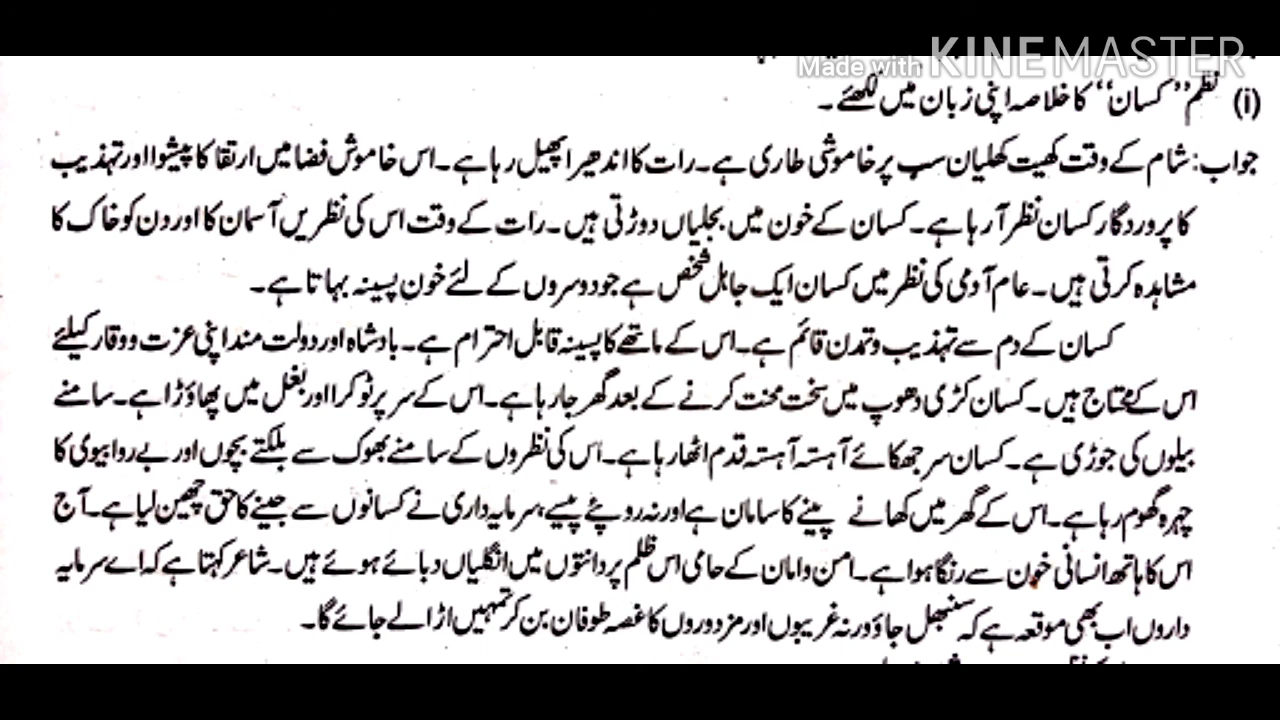 Made with KINEMASTER
(i) نظم ”کسان“ کا خلاصہ اپنی زبان میں لکھئے۔
جواب: شام کے وقت کھیت کھلیان سب پر خاموشی طاری ہے۔ رات کا اندھیرا پھیل رہا ہے۔ اس خاموش فضا میں ارتقا کا پیشوا اور تہذیب
کا پروردگار کسان نظر آرہا ہے۔ کسان کے خون میں بجلیاں دوڑتی ہیں۔ رات کے وقت اس کی نظریں آسمان کا اور دن کو خاک کا
مشاہدہ کرتی ہیں۔ عام آدمی کی نظر میں کسان ایک جاہل شخص ہے جو دوسروں کے لئے خون پسینہ بہاتا ہے۔
کسان کے دم سے تہذیب و تمدن قائم ہے۔ اس کے ماتھے کا پسینہ قابل احترام ہے۔ بادشاہ اور دولت مند اپنی عزت و وقار کیلئے
اس کے محتاج ہیں۔ کسان کڑی دھوپ میں سخت محنت کرنے کے بعد گھر جا رہا ہے۔ اس کے سر پر ٹوکرا اور بغل میں پھاؤڑا ہے۔ سامنے
بیلوں کی جوڑی ہے۔ کسان سر جھکائے آہستہ آہستہ قدم اٹھا رہا ہے۔ اس کی نظروں کے سامنے بھوک سے بلکتے بچوں اور بے روا بیوی کا
چہرہ گھوم رہا ہے۔ اس کے گھر میں کھانے پینے کا سامان ہے اور نہ روپئے پیسے، سرمایہ داری نے کسانوں سے جینے کا حق چھین لیا ہے۔ آج
اس کا ہاتھ انسانی خون سے رنگا ہوا ہے۔ امن و امان کے حامی اس ظلم پر دانتوں میں انگلیاں دبائے ہوئے ہیں۔ شاعر کہتا ہے کہ اے سرمایہ
داروں اب بھی موقعہ ہے کہ سنبھل جاؤ ورنہ غریبوں اور مزدوروں کا غصہ طوفان بن کر تمہیں اڑا لے جائے گا۔